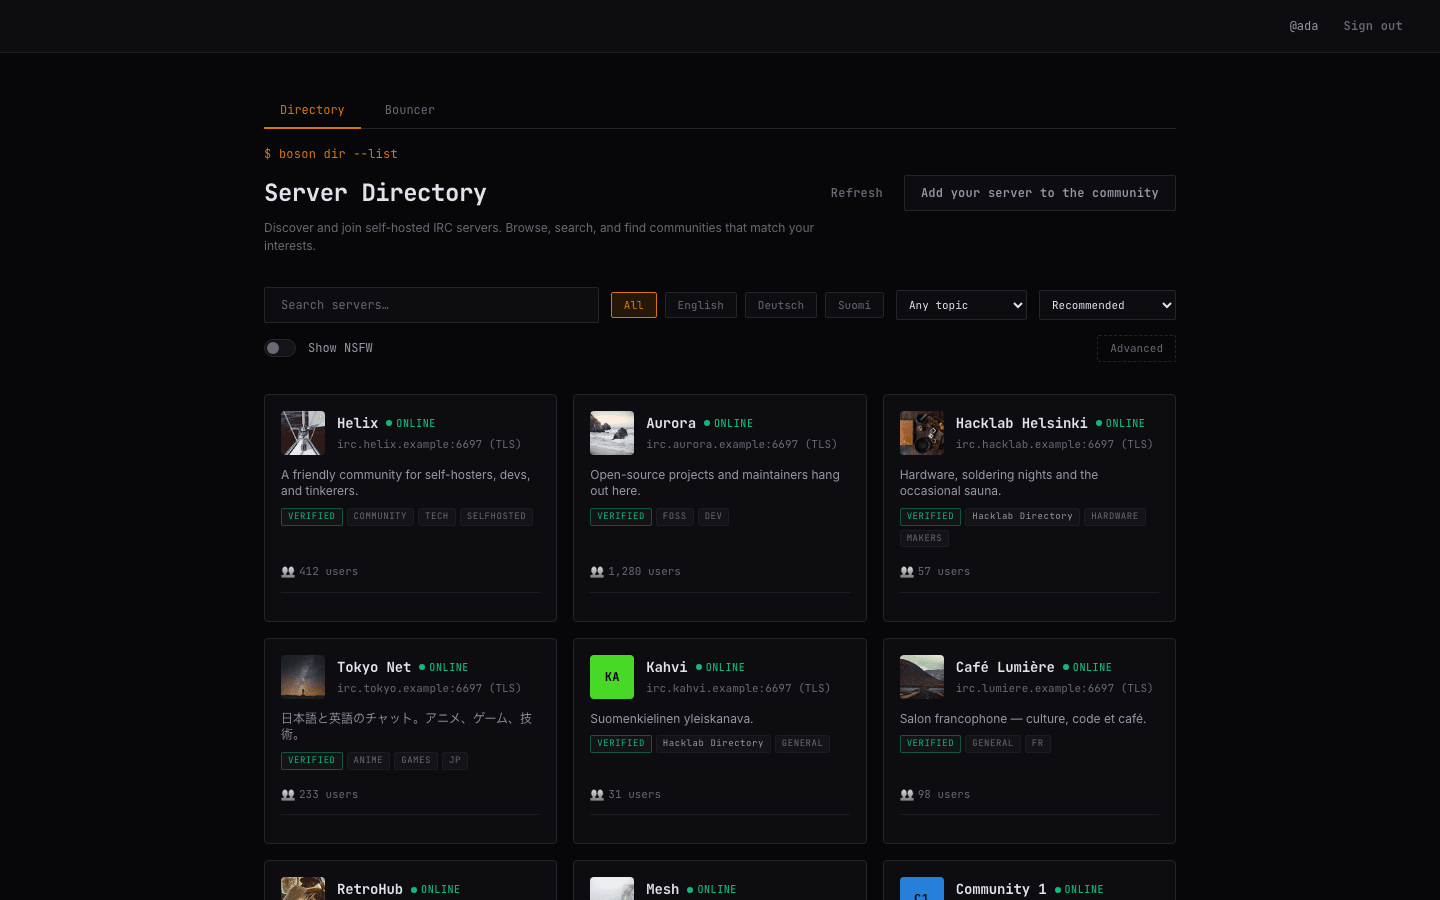 @ada
Sign out
Directory
Bouncer
$ boson dir --list
Server Directory
Refresh
Add your server to the community
Discover and join self-hosted IRC servers. Browse, search, and find communities that match your
interests.
Search servers…
All
English
Deutsch
Suomi
Any topic
Recommended
Show NSFW
Advanced
Helix
ONLINE
irc.helix.example:6697 (TLS)
A friendly community for self-hosters, devs,
and tinkerers.
VERIFIED
COMMUNITY
TECH
SELFHOSTED
412 users
Aurora
ONLINE
irc.aurora.example:6697 (TLS)
Open-source projects and maintainers hang
out here.
VERIFIED
FOSS
DEV
1,280 users
Hacklab Helsinki
ONLINE
irc.hacklab.example:6697 (TLS)
Hardware, soldering nights and the
occasional sauna.
VERIFIED
Hacklab Directory
HARDWARE
MAKERS
57 users
Tokyo Net
ONLINE
irc.tokyo.example:6697 (TLS)
日本語と英語のチャット。アニメ、ゲーム、技
術。
VERIFIED
ANIME
GAMES
JP
233 users
KA
Kahvi
ONLINE
irc.kahvi.example:6697 (TLS)
Suomenkielinen yleiskanava.
VERIFIED
Hacklab Directory
GENERAL
31 users
Café Lumière
ONLINE
irc.lumiere.example:6697 (TLS)
Salon francophone — culture, code et café.
VERIFIED
GENERAL
FR
98 users
RetroHub
ONLINE
Mesh
ONLINE
C1
Community 1
ONLINE